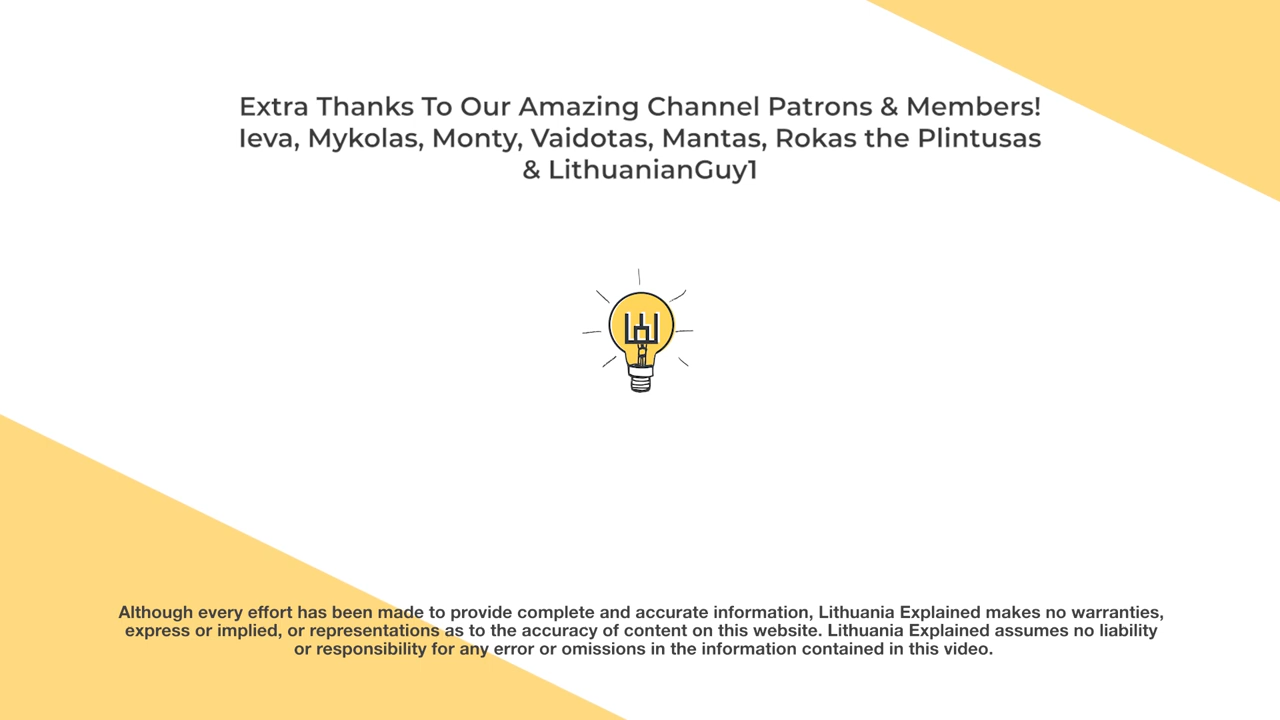 Extra Thanks To Our Amazing Channel Patrons & Members!
Ieva, Mykolas, Monty, Vaidotas, Mantas, Rokas the Plintusas
& LithuanianGuy1
Although every effort has been made to provide complete and accurate information, Lithuania Explained makes no warranties,
express or implied, or representations as to the accuracy of content on this website. Lithuania Explained assumes no liability
or responsibility for any error or omissions in the information contained in this video.